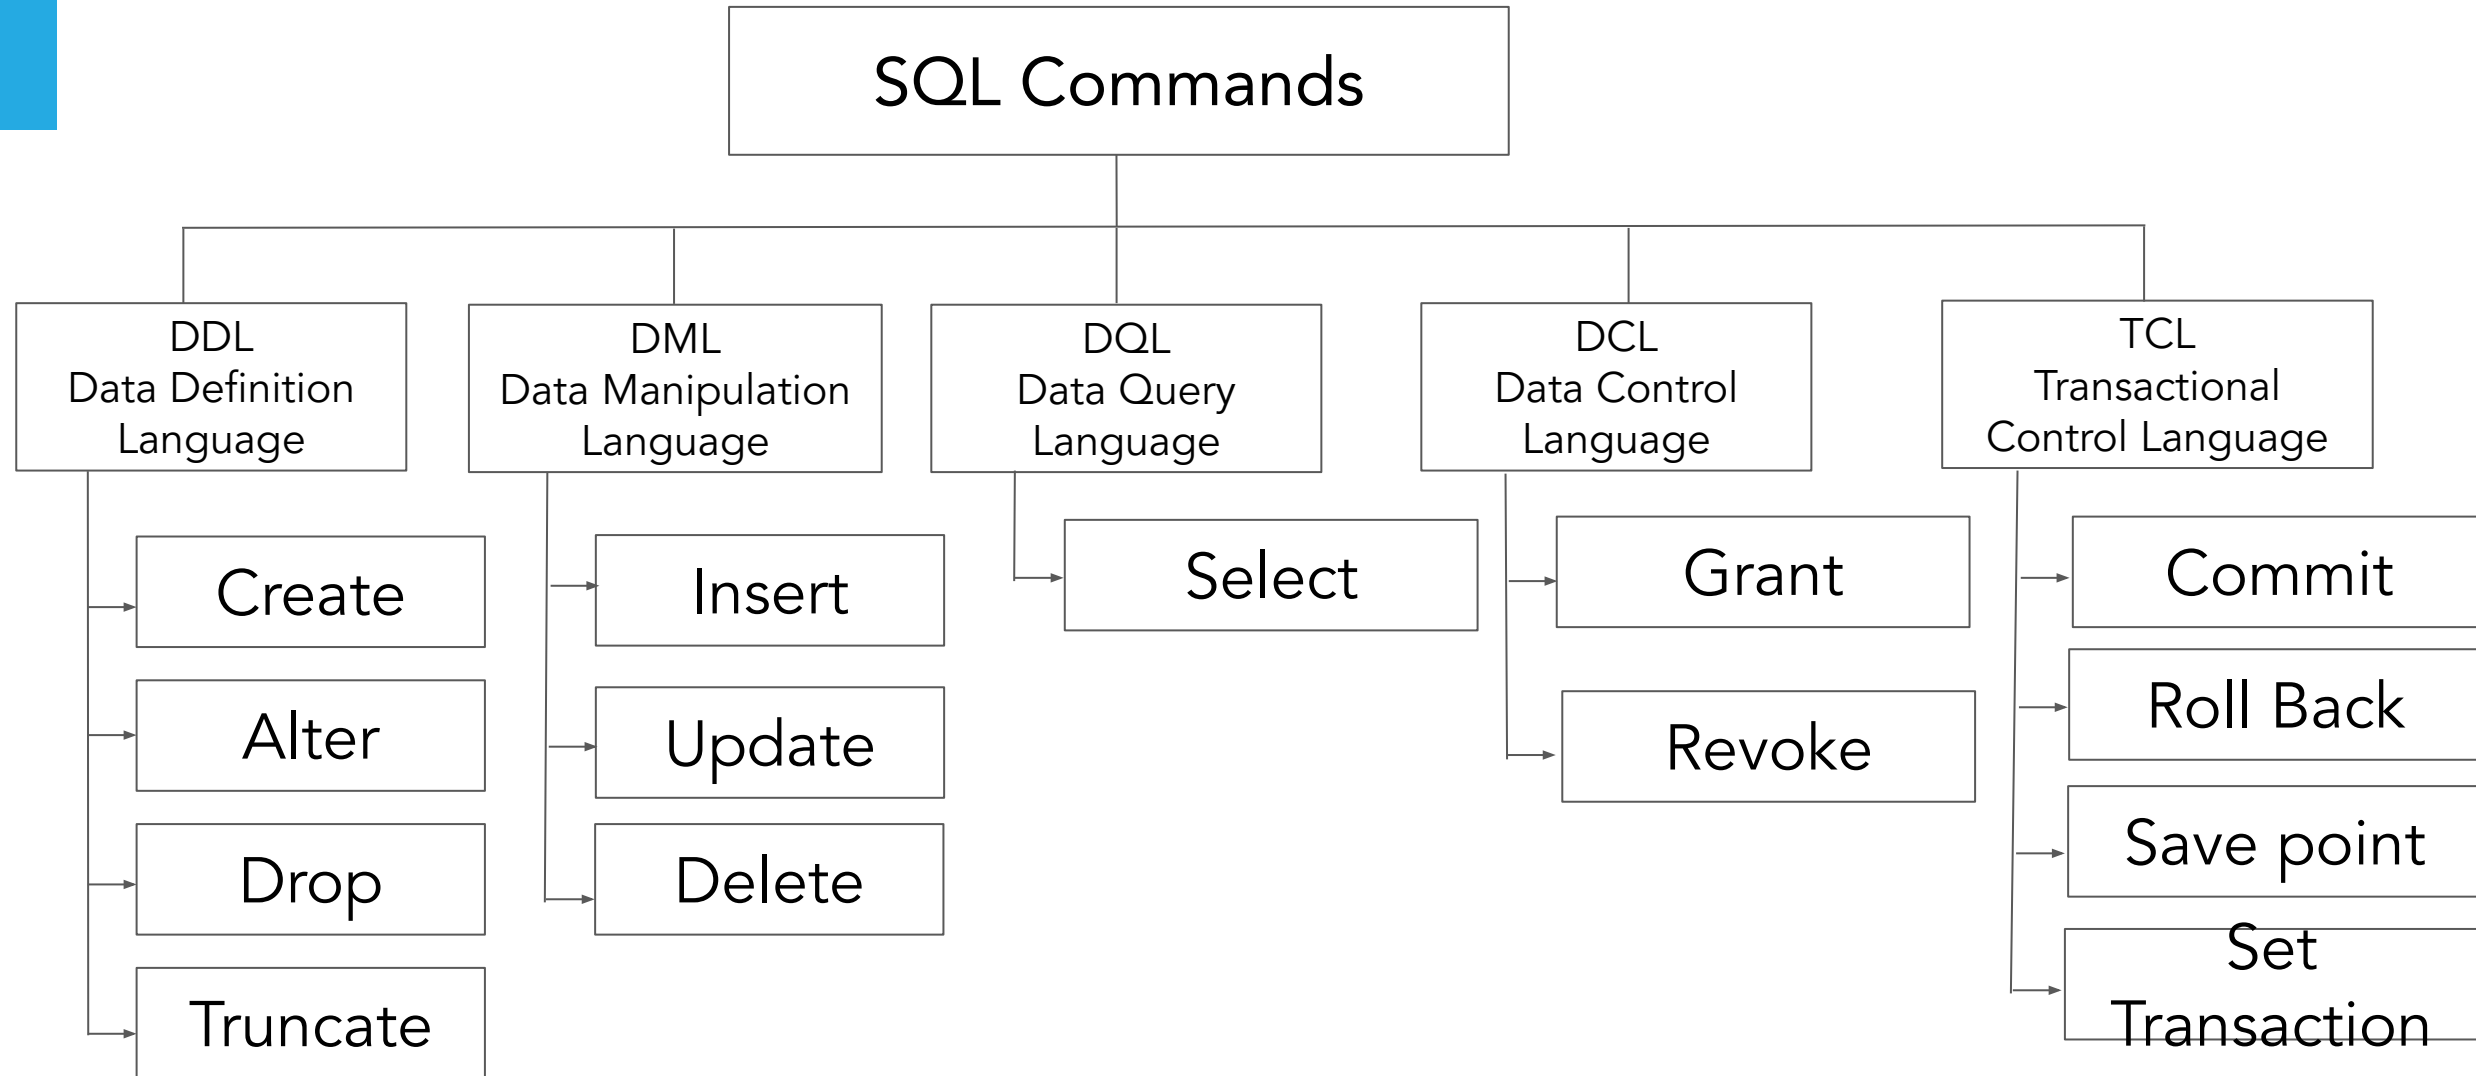 SQL Commands
DDL
Data Definition
Language
DML
Data Manipulation
Language
DQL
Data Query
Language
DCL
Data Control
Language
TCL
Transactional
Control Language
Create
Alter
Drop
Truncate
Insert
Update
Delete
Select
Grant
Revoke
Commit
Roll Back
Save point
Set
Transaction